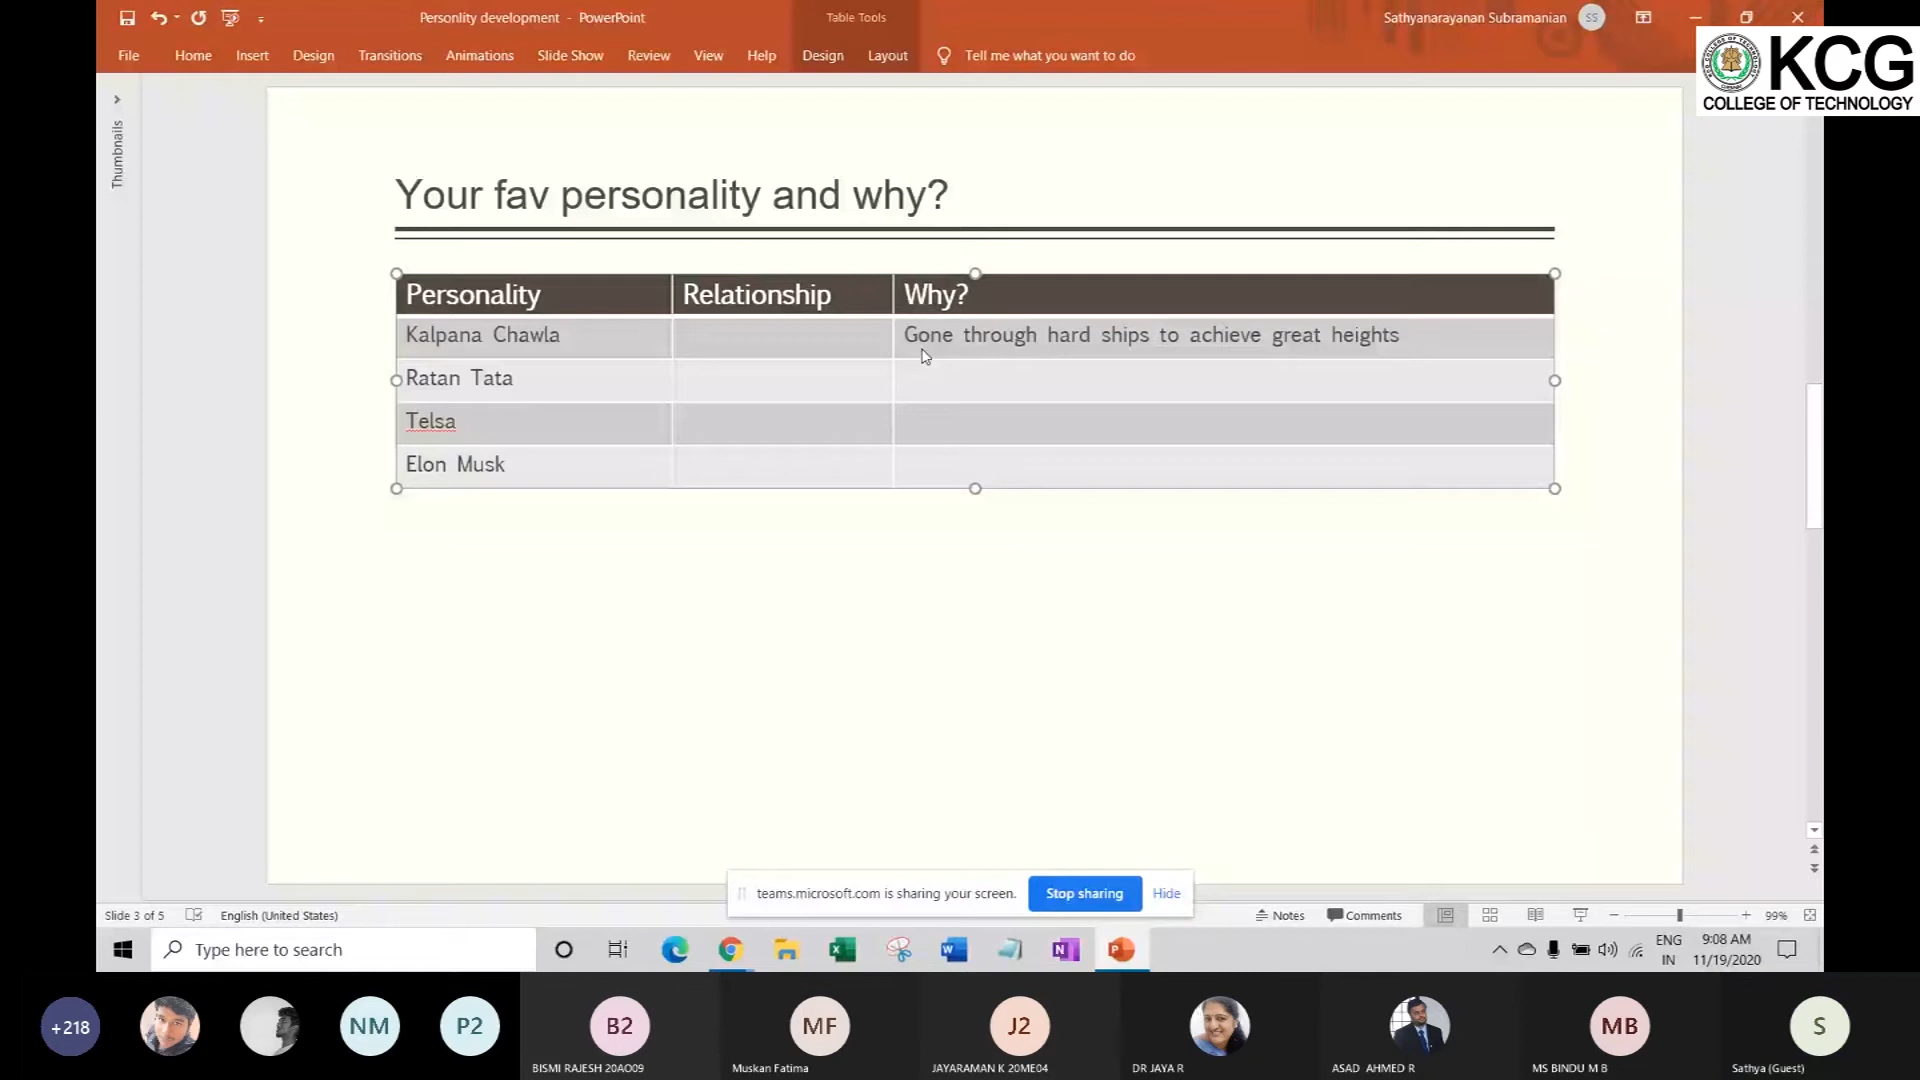 Personlity development - PowerPoint
Table Tools
Sathyanarayanan Subramanian
SS
File Home Insert Design Transitions Animations Slide Show Review View Help Design Layout Tell me what you want to do
KCG
COLLEGE OF TECHNOLOGY
Thumbnails
Your fav personality and why?
Personality Relationship Why?
Kalpana Chawla Gone through hard ships to achieve great heights
Ratan Tata
Telsa
Elon Musk
teams.microsoft.com is sharing your screen. Stop sharing Hide
Slide 3 of 5 English (United States) Notes Comments 99%
Type here to search
ENG
IN
9:08 AM
11/19/2020
+218 NM P2 B2 MF J2 MB S
BISMI RAJESH 20AO09 Muskan Fatima JAYARAMAN K 20ME04 DR JAYA R ASAD AHMED R MS BINDU M B Sathya (Guest)